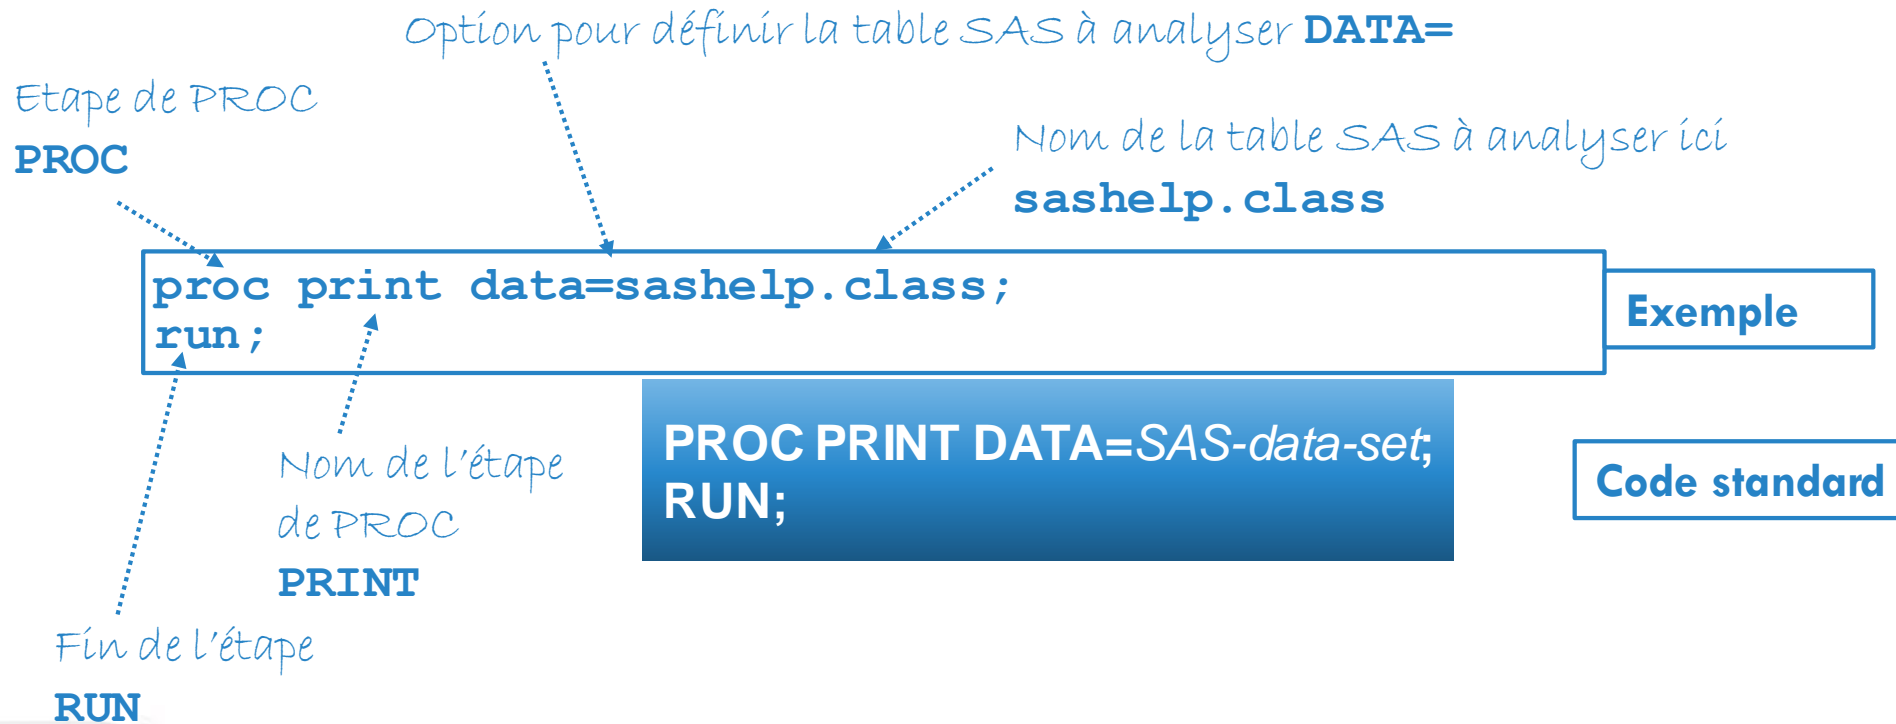 Option pour définir la table SAS à analyser DATA=
Etape de PROC
PROC
Nom de la table SAS à analyser ici
sashelp.class
proc print data=sashelp.class;
run;
Exemple
PROC PRINT DATA=SAS-data-set;
RUN;
Code standard
Nom de l'étape
de PROC
PRINT
Fin de l'étape
RUN